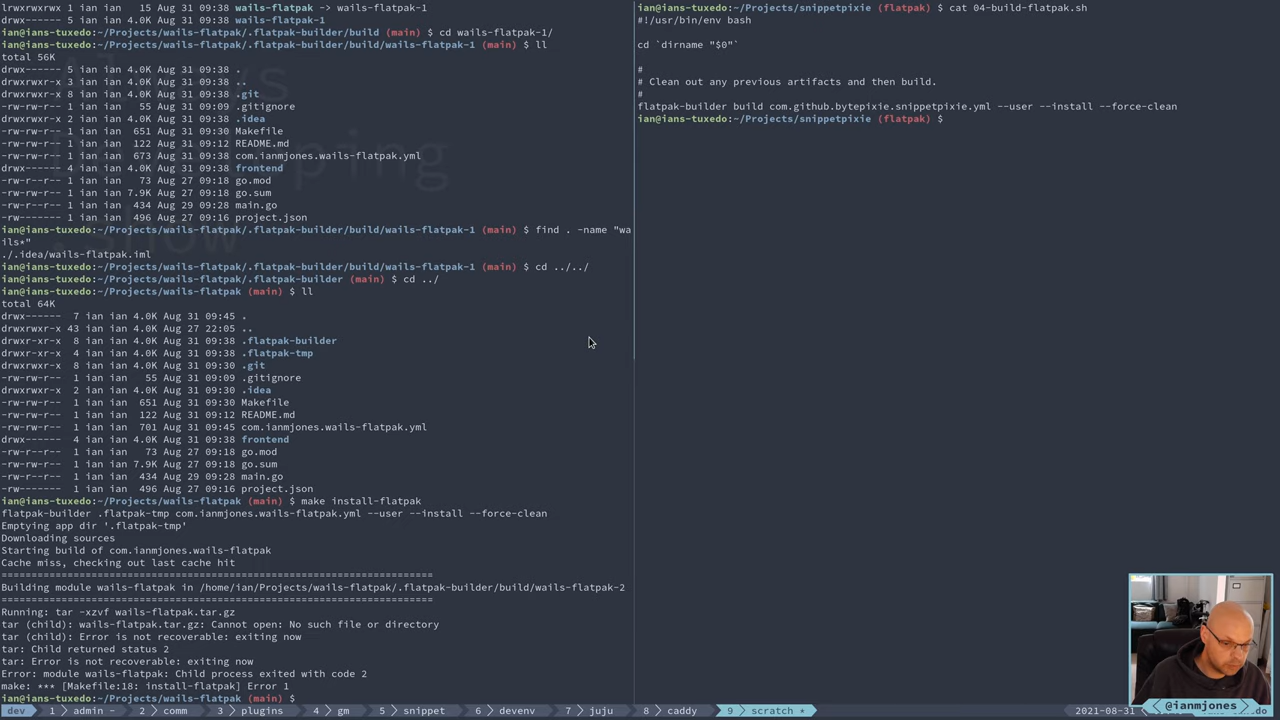 lrwxrwxrwx 1 ian ian 15 Aug 31 09:38 wails-flatpak -> wails-flatpak-1
drwx------ 5 ian ian 4.0K Aug 31 09:38 wails-flatpak-1
ian@ians-tuxedo:~/Projects/wails-flatpak/.flatpak-builder/build (main) $ cd wails-flatpak-1/
ian@ians-tuxedo:~/Projects/wails-flatpak/.flatpak-builder/build/wails-flatpak-1 (main) $ ll
total 56K
drwx------ 5 ian ian 4.0K Aug 31 09:38 .
drwxrwxr-x 3 ian ian 4.0K Aug 31 09:38 ..
drwxrwxr-x 8 ian ian 4.0K Aug 31 09:38 .git
-rw-rw-r-- 1 ian ian 55 Aug 31 09:09 .gitignore
drwxrwxr-x 2 ian ian 4.0K Aug 31 09:38 .idea
-rw-rw-r-- 1 ian ian 651 Aug 31 09:30 Makefile
-rw-rw-r-- 1 ian ian 122 Aug 31 09:12 README.md
-rw-rw-r-- 1 ian ian 673 Aug 31 09:38 com.ianmjones.wails-flatpak.yml
drwx------ 4 ian ian 4.0K Aug 31 09:38 frontend
-rw-r--r-- 1 ian ian 73 Aug 27 09:18 go.mod
-rw-r--r-- 1 ian ian 7.9K Aug 27 09:18 go.sum
-rw-r--r-- 1 ian ian 434 Aug 29 09:28 main.go
-rw------- 1 ian ian 496 Aug 27 09:16 project.json
ian@ians-tuxedo:~/Projects/wails-flatpak/.flatpak-builder/build/wails-flatpak-1 (main) $ find . -name "wa
ils*"
./.idea/wails-flatpak.iml
ian@ians-tuxedo:~/Projects/wails-flatpak/.flatpak-builder/build/wails-flatpak-1 (main) $ cd ../../
ian@ians-tuxedo:~/Projects/wails-flatpak/.flatpak-builder (main) $ cd ../
ian@ians-tuxedo:~/Projects/wails-flatpak (main) $ ll
total 64K
drwx------ 7 ian ian 4.0K Aug 31 09:45 .
drwxrwxr-x 43 ian ian 4.0K Aug 27 22:05 ..
drwxrwxr-x 8 ian ian 4.0K Aug 31 09:38 .flatpak-builder
drwxr-xr-x 4 ian ian 4.0K Aug 31 09:38 .flatpak-tmp
drwxrwxr-x 8 ian ian 4.0K Aug 31 09:30 .git
-rw-rw-r-- 1 ian ian 55 Aug 31 09:09 .gitignore
drwxrwxr-x 2 ian ian 4.0K Aug 31 09:30 .idea
-rw-rw-r-- 1 ian ian 651 Aug 31 09:30 Makefile
-rw-rw-r-- 1 ian ian 122 Aug 31 09:12 README.md
-rw-rw-r-- 1 ian ian 701 Aug 31 09:45 com.ianmjones.wails-flatpak.yml
drwx------ 4 ian ian 4.0K Aug 31 09:38 frontend
-rw-r--r-- 1 ian ian 73 Aug 27 09:18 go.mod
-rw-r--r-- 1 ian ian 7.9K Aug 27 09:18 go.sum
-rw-r--r-- 1 ian ian 434 Aug 29 09:28 main.go
-rw------- 1 ian ian 496 Aug 27 09:16 project.json
ian@ians-tuxedo:~/Projects/wails-flatpak (main) $ make install-flatpak
flatpak-builder .flatpak-tmp com.ianmjones.wails-flatpak.yml --user --install --force-clean
Emptying app dir '.flatpak-tmp'
Downloading sources
Starting build of com.ianmjones.wails-flatpak
Cache miss, checking out last cache hit
========================================================================
Building module wails-flatpak in /home/ian/Projects/wails-flatpak/.flatpak-builder/build/wails-flatpak-2
========================================================================
Running: tar -xzvf wails-flatpak.tar.gz
tar (child): wails-flatpak.tar.gz: Cannot open: No such file or directory
tar (child): Error is not recoverable: exiting now
tar: Child returned status 2
tar: Error is not recoverable: exiting now
Error: module wails-flatpak: Child process exited with code 2
make: *** [Makefile:18: install-flatpak] Error 1
ian@ians-tuxedo:~/Projects/wails-flatpak (main) $
ian@ians-tuxedo:~/Projects/snippetpixie (flatpak) $ cat 04-build-flatpak.sh
#!/usr/bin/env bash
cd `dirname "$0"`
#
# Clean out any previous artifacts and then build.
#
flatpak-builder build com.github.bytepixie.snippetpixie.yml --user --install --force-clean
ian@ians-tuxedo:~/Projects/snippetpixie (flatpak) $
dev 1 admin - 2 comm 3 plugins 4 gm 5 snippet 6 devenv 7 juju 8 caddy 9 scratch * 2021-08-31
@ianmjones